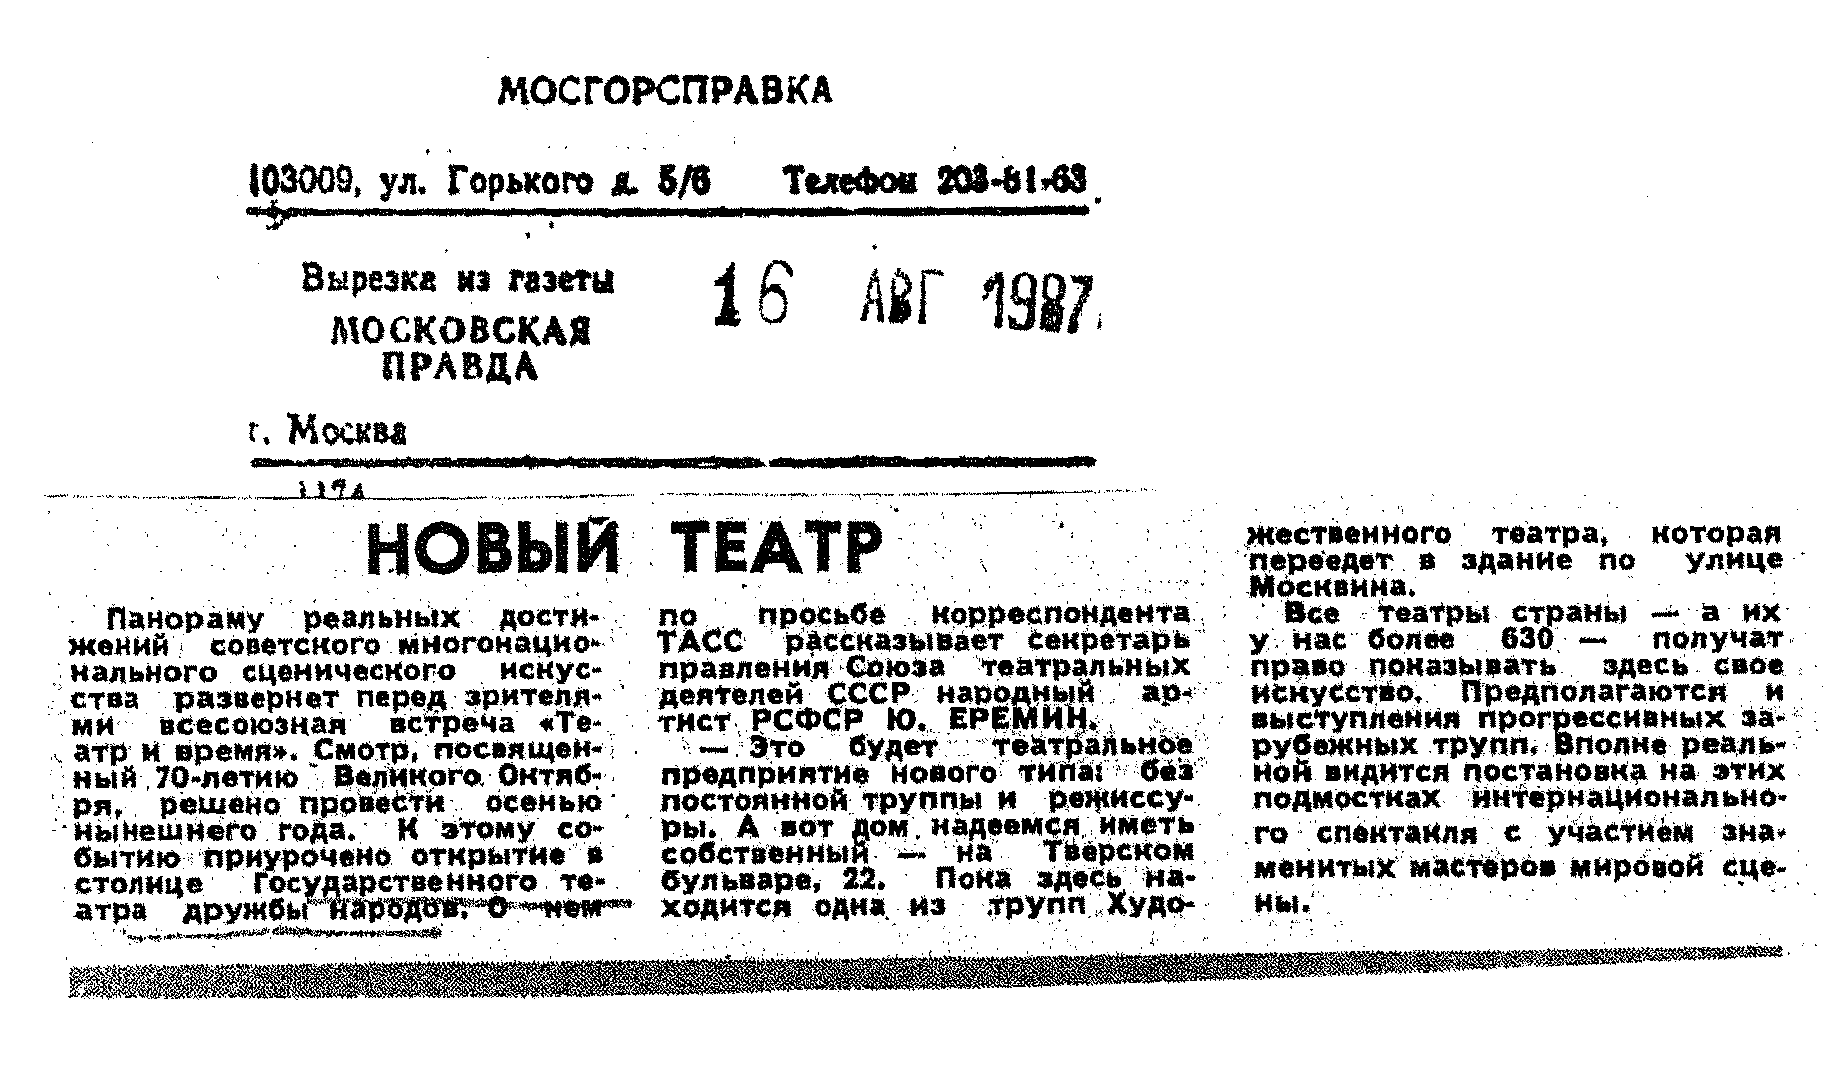 МОСГОРСПРАВКА
103009, ул. Горького д. 5/6 Телефон 203-81-63
Вырезка из газеты
МОСКОВСКАЯ
ПРАВДА
16 АВГ 1987
г. Москва
НОВЫЙ ТЕАТР
Панораму реальных дости-
жений советского многонацио-
нального сценического искус-
ства развернет перед зрителя-
ми всесоюзная встреча «Те-
атр и время». Смотр, посвящен-
ный 70-летию Великого Октяб-
ря, решено провести осенью
нынешнего года. К этому со-
бытию приурочено открытие в
столице Государственного те-
атра дружбы народов. О нем
по просьбе корреспондента
ТАСС рассказывает секретарь
правления Союза театральных
деятелей СССР народный ар-
тист РСФСР Ю. ЕРЕМИН.
— Это будет театральное
предприятие нового типа: без
постоянной труппы и режиссу-
ры. А вот дом надеемся иметь
собственный — на Тверском
бульваре, 22. Пока здесь на-
ходится одна из трупп Худо-
жественного театра, которая
переедет в здание по улице
Москвина.
Все театры страны — а их
у нас более 630 — получат
право показывать здесь свое
искусство. Предполагаются и
выступления прогрессивных за-
рубежных трупп. Вполне реаль-
ной видится постановка на этих
подмостках интернационально-
го спектакля с участием зна-
менитых мастеров мировой сце-
ны.